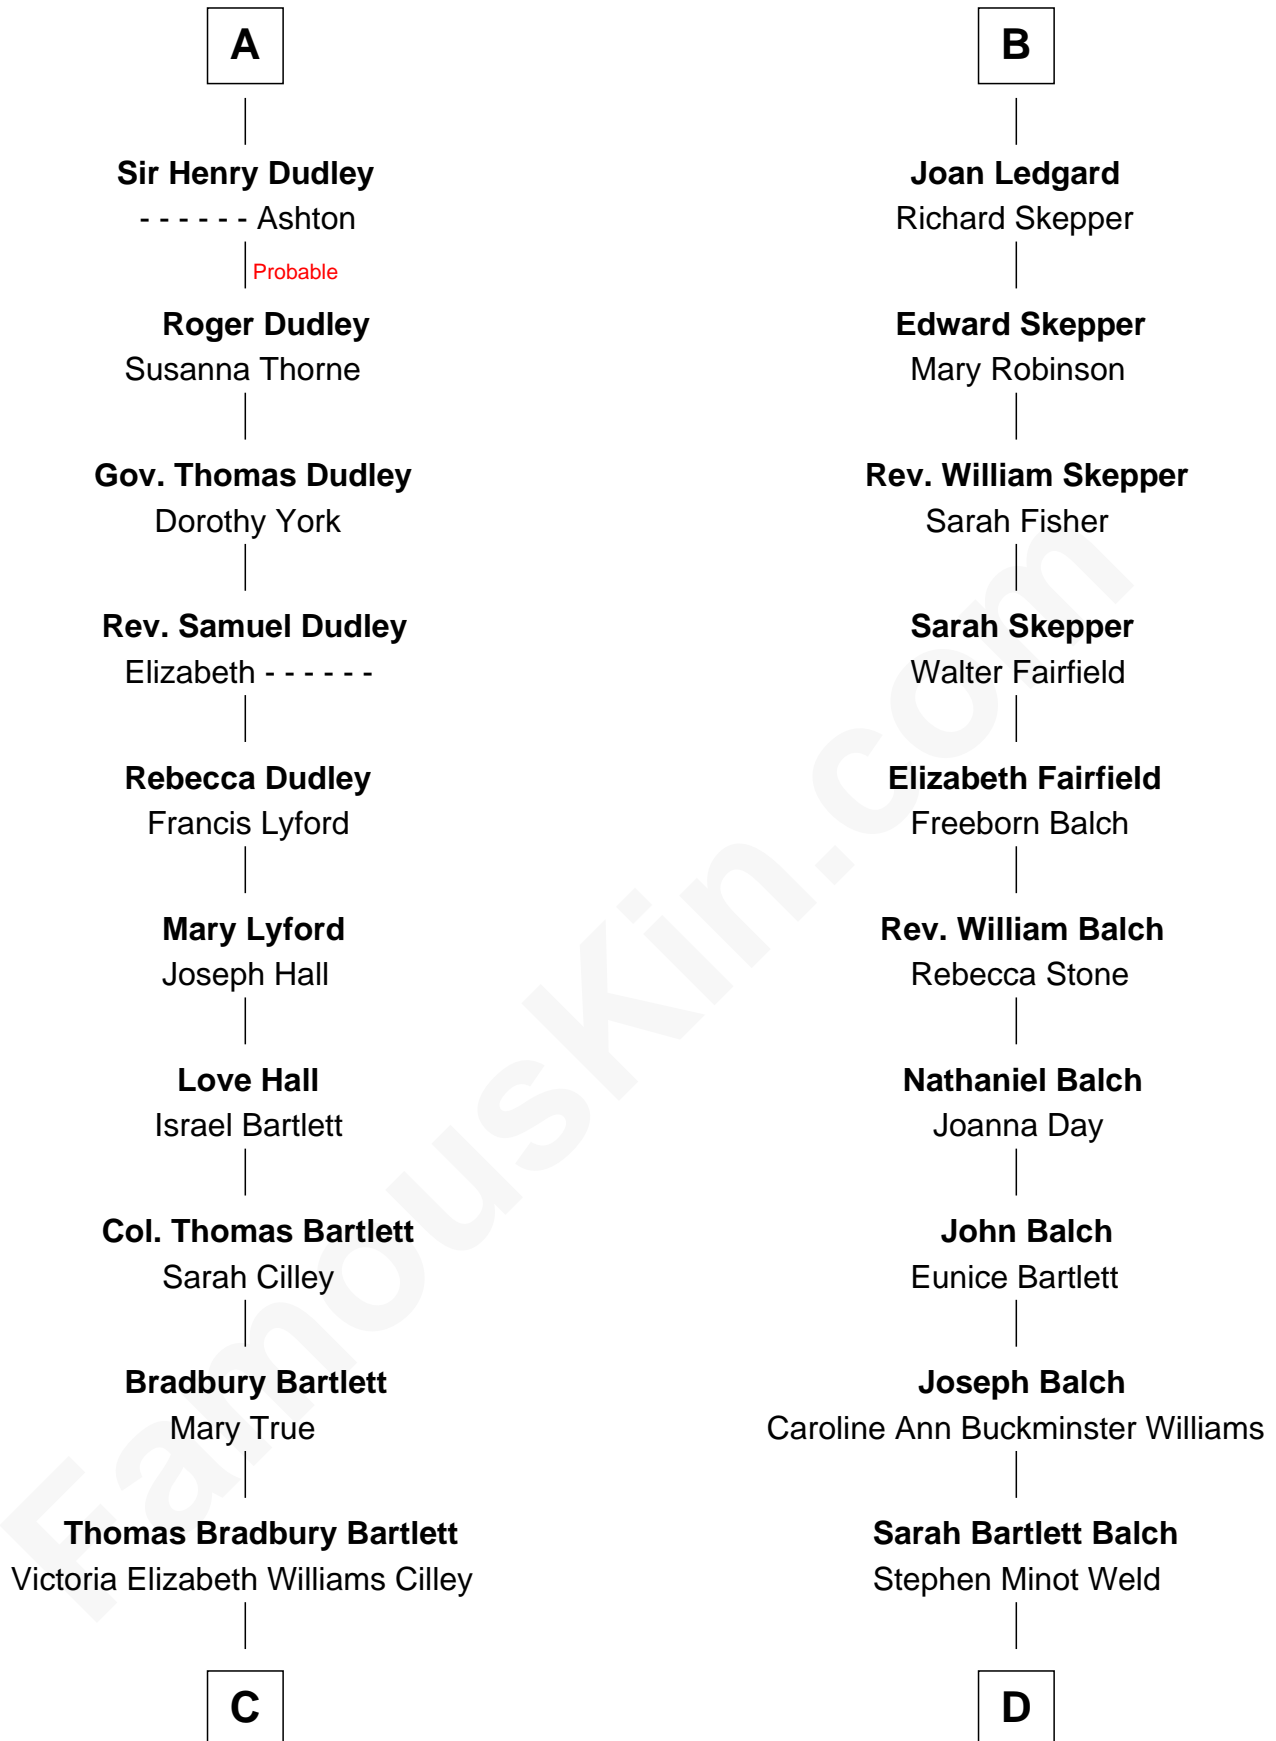 A
Sir Henry Dudley
- - - - - - Ashton
Probable
Roger Dudley
Susanna Thorne
Gov. Thomas Dudley
Dorothy York
Rev. Samuel Dudley
Elizabeth - - - - - -
Rebecca Dudley
Francis Lyford
Mary Lyford
Joseph Hall
Love Hall
Israel Bartlett
Col. Thomas Bartlett
Sarah Cilley
Bradbury Bartlett
Mary True
Thomas Bradbury Bartlett
Victoria Elizabeth Williams Cilley
C
B
Joan Ledgard
Richard Skepper
Edward Skepper
Mary Robinson
Rev. William Skepper
Sarah Fisher
Sarah Skepper
Walter Fairfield
Elizabeth Fairfield
Freeborn Balch
Rev. William Balch
Rebecca Stone
Nathaniel Balch
Joanna Day
John Balch
Eunice Bartlett
Joseph Balch
Caroline Ann Buckminster Williams
Sarah Bartlett Balch
Stephen Minot Weld
D
FamousKin.com